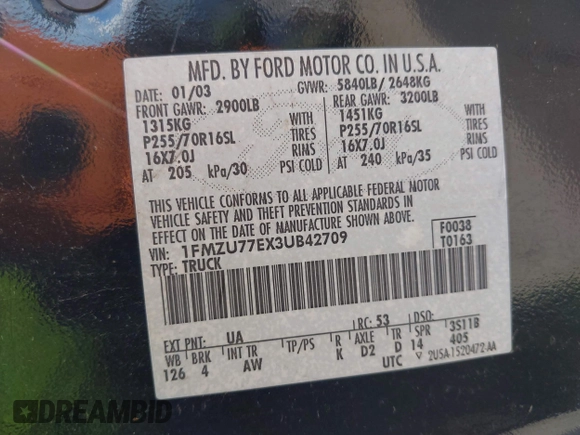 MFD. BY FORD MOTOR CO. IN U.S.A.
DATE: 01/03 GVWR: 5840LB/ 2648KG
FRONT GAWR: 2900LB REAR GAWR: 3200LB
1315KG WITH 1451KG WITH
P255/70R16SL TIRES P255/70R16SL TIRES
16X7.0J RIMS 16X7.0J RIMS
AT 205 kPa/30 PSI COLD AT 240 kPa/35 PSI COLD
THIS VEHICLE CONFORMS TO ALL APPLICABLE FEDERAL MOTOR
VEHICLE SAFETY AND THEFT PREVENTION STANDARDS IN
EFFECT ON THE DATE OF MANUFACTURE SHOWN ABOVE.
VIN: 1FMZU77EX3UB42709 F0038
TYPE: TRUCK T0163
EXT PNT: UA RC: 53 DSO:
WB BRK INT TR TP/PS R AXLE TR SPR 3S11B
126 4 AW K D2 D 14 405
UTC 2USA 1520472-AA
DREAMBID